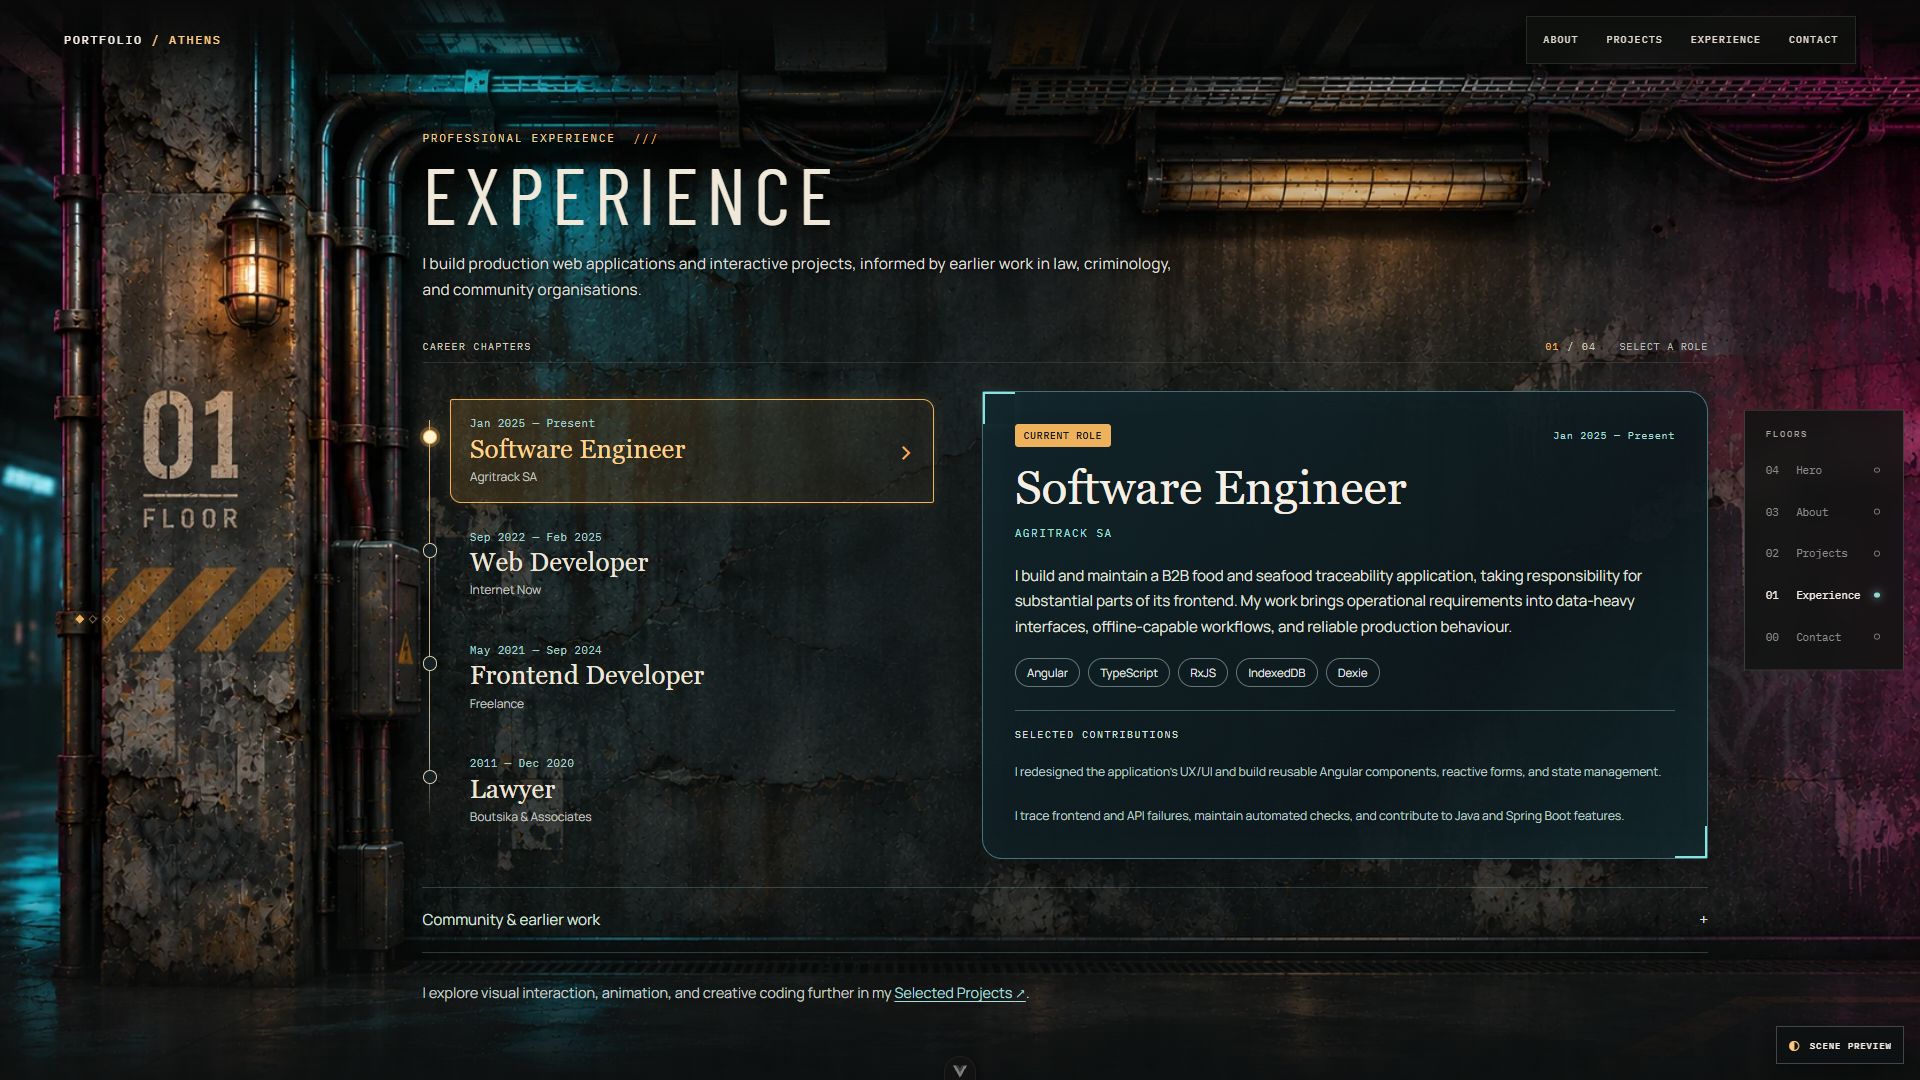 PORTFOLIO / ATHENS
ABOUT PROJECTS EXPERIENCE CONTACT
PROFESSIONAL EXPERIENCE ///
EXPERIENCE
I build production web applications and interactive projects, informed by earlier work in law, criminology,
and community organisations.
CAREER CHAPTERS
01 / 04 SELECT A ROLE
01
FLOOR
Jan 2025 — Present
Software Engineer
Agritrack SA
Sep 2022 — Feb 2025
Web Developer
Internet Now
May 2021 — Sep 2024
Frontend Developer
Freelance
2011 — Dec 2020
Lawyer
Boutsika & Associates
CURRENT ROLE
Jan 2025 — Present
Software Engineer
AGRITRACK SA
I build and maintain a B2B food and seafood traceability application, taking responsibility for
substantial parts of its frontend. My work brings operational requirements into data-heavy
interfaces, offline-capable workflows, and reliable production behaviour.
Angular TypeScript RxJS IndexedDB Dexie
SELECTED CONTRIBUTIONS
I redesigned the application's UX/UI and build reusable Angular components, reactive forms, and state management.
I trace frontend and API failures, maintain automated checks, and contribute to Java and Spring Boot features.
FLOORS
04 Hero
03 About
02 Projects
01 Experience
00 Contact
Community & earlier work +
I explore visual interaction, animation, and creative coding further in my Selected Projects ↗.
SCENE PREVIEW